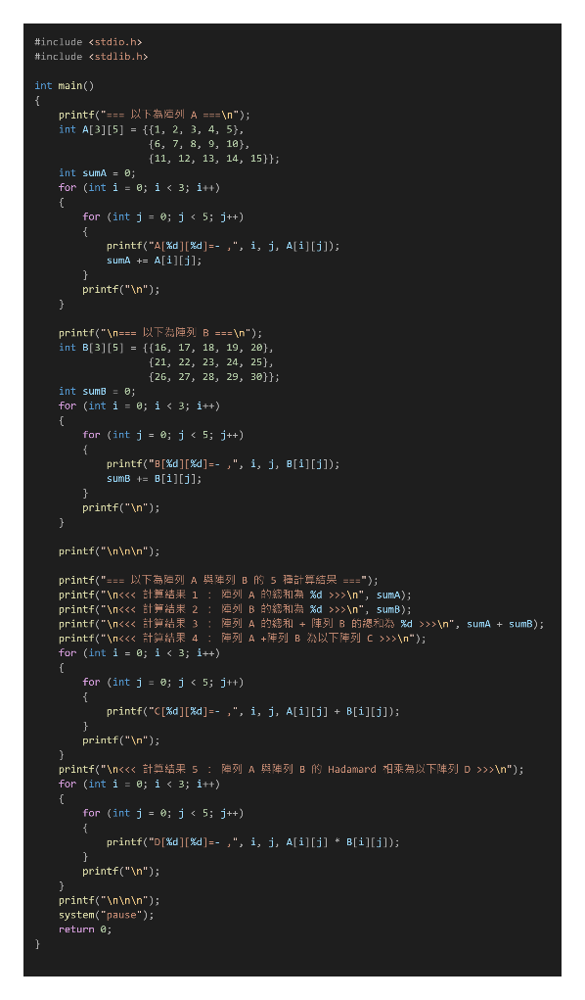 #include <stdio.h>
#include <stdlib.h>
int main()
{
printf("=== 以下為陣列 A ===\n");
int A[3][5] = {{1, 2, 3, 4, 5},
{6, 7, 8, 9, 10},
{11, 12, 13, 14, 15}};
int sumA = 0;
for (int i = 0; i < 3; i++)
{
for (int j = 0; j < 5; j++)
{
printf("A[%d][%d]=- ,", i, j, A[i][j]);
sumA += A[i][j];
}
printf("\n");
}
printf("\n=== 以下為陣列 B ===\n");
int B[3][5] = {{16, 17, 18, 19, 20},
{21, 22, 23, 24, 25},
{26, 27, 28, 29, 30}};
int sumB = 0;
for (int i = 0; i < 3; i++)
{
for (int j = 0; j < 5; j++)
{
printf("B[%d][%d]=- ,", i, j, B[i][j]);
sumB += B[i][j];
}
printf("\n");
}
printf("\n\n\n");
printf("=== 以下為陣列 A 與陣列 B 的 5 種計算結果 ===");
printf("\n<<< 計算結果 1 : 陣列 A 的總和為 %d >>>\n", sumA);
printf("\n<<< 計算結果 2 : 陣列 B 的總和為 %d >>>\n", sumB);
printf("\n<<< 計算結果 3 : 陣列 A 的總和 + 陣列 B 的總和為 %d >>>\n", sumA + sumB);
printf("\n<<< 計算結果 4 : 陣列 A +陣列 B 為以下陣列 C >>>\n");
for (int i = 0; i < 3; i++)
{
for (int j = 0; j < 5; j++)
{
printf("C[%d][%d]=- ,", i, j, A[i][j] + B[i][j]);
}
printf("\n");
}
printf("\n<<< 計算結果 5 : 陣列 A 與陣列 B 的 Hadamard 相乘為以下陣列 D >>>\n");
for (int i = 0; i < 3; i++)
{
for (int j = 0; j < 5; j++)
{
printf("D[%d][%d]=- ,", i, j, A[i][j] * B[i][j]);
}
printf("\n");
}
printf("\n\n\n");
system("pause");
return 0;
}